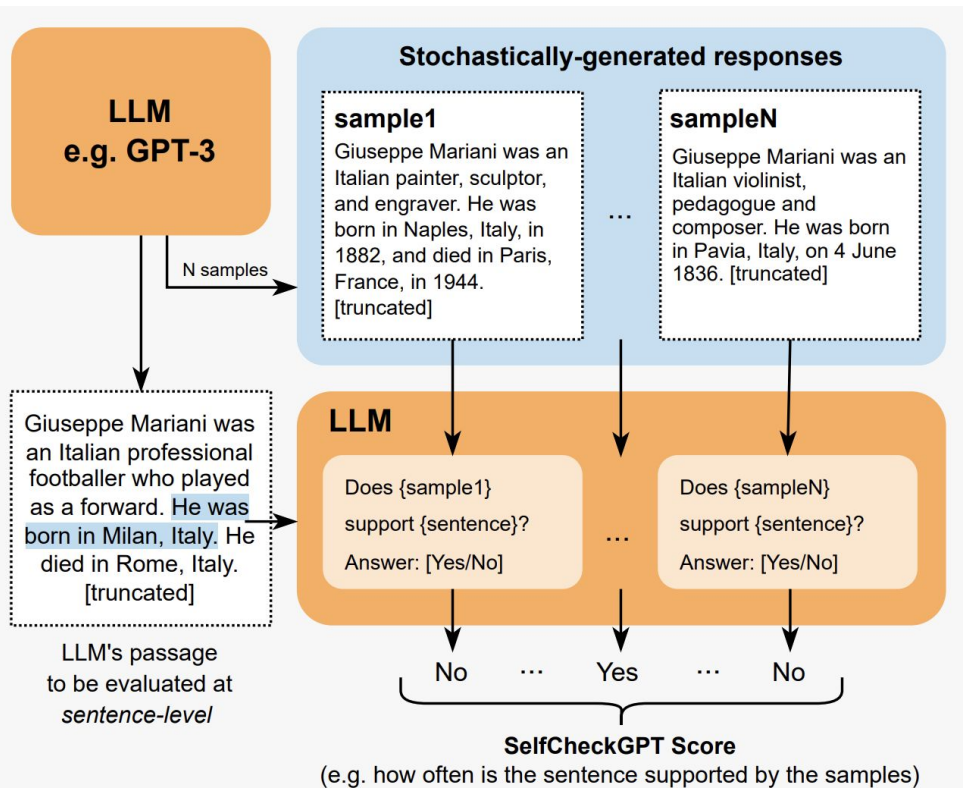 LLM
e.g. GPT-3
N samples
Stochastically-generated responses
sample1
Giuseppe Mariani was an
Italian painter, sculptor,
and engraver. He was
born in Naples, Italy, in
1882, and died in Paris,
France, in 1944.
[truncated]
...
sampleN
Giuseppe Mariani was an
Italian violinist,
pedagogue and
composer. He was born
in Pavia, Italy, on 4 June
1836. [truncated]
Giuseppe Mariani was
an Italian professional
footballer who played
as a forward. He was
born in Milan, Italy. He
died in Rome, Italy.
[truncated]
LLM's passage
to be evaluated at
sentence-level
LLM
Does {sample1}
support {sentence}?
Answer: [Yes/No]
...
Does {sampleN}
support {sentence}?
Answer: [Yes/No]
No ... Yes ... No
SelfCheckGPT Score
(e.g. how often is the sentence supported by the samples)